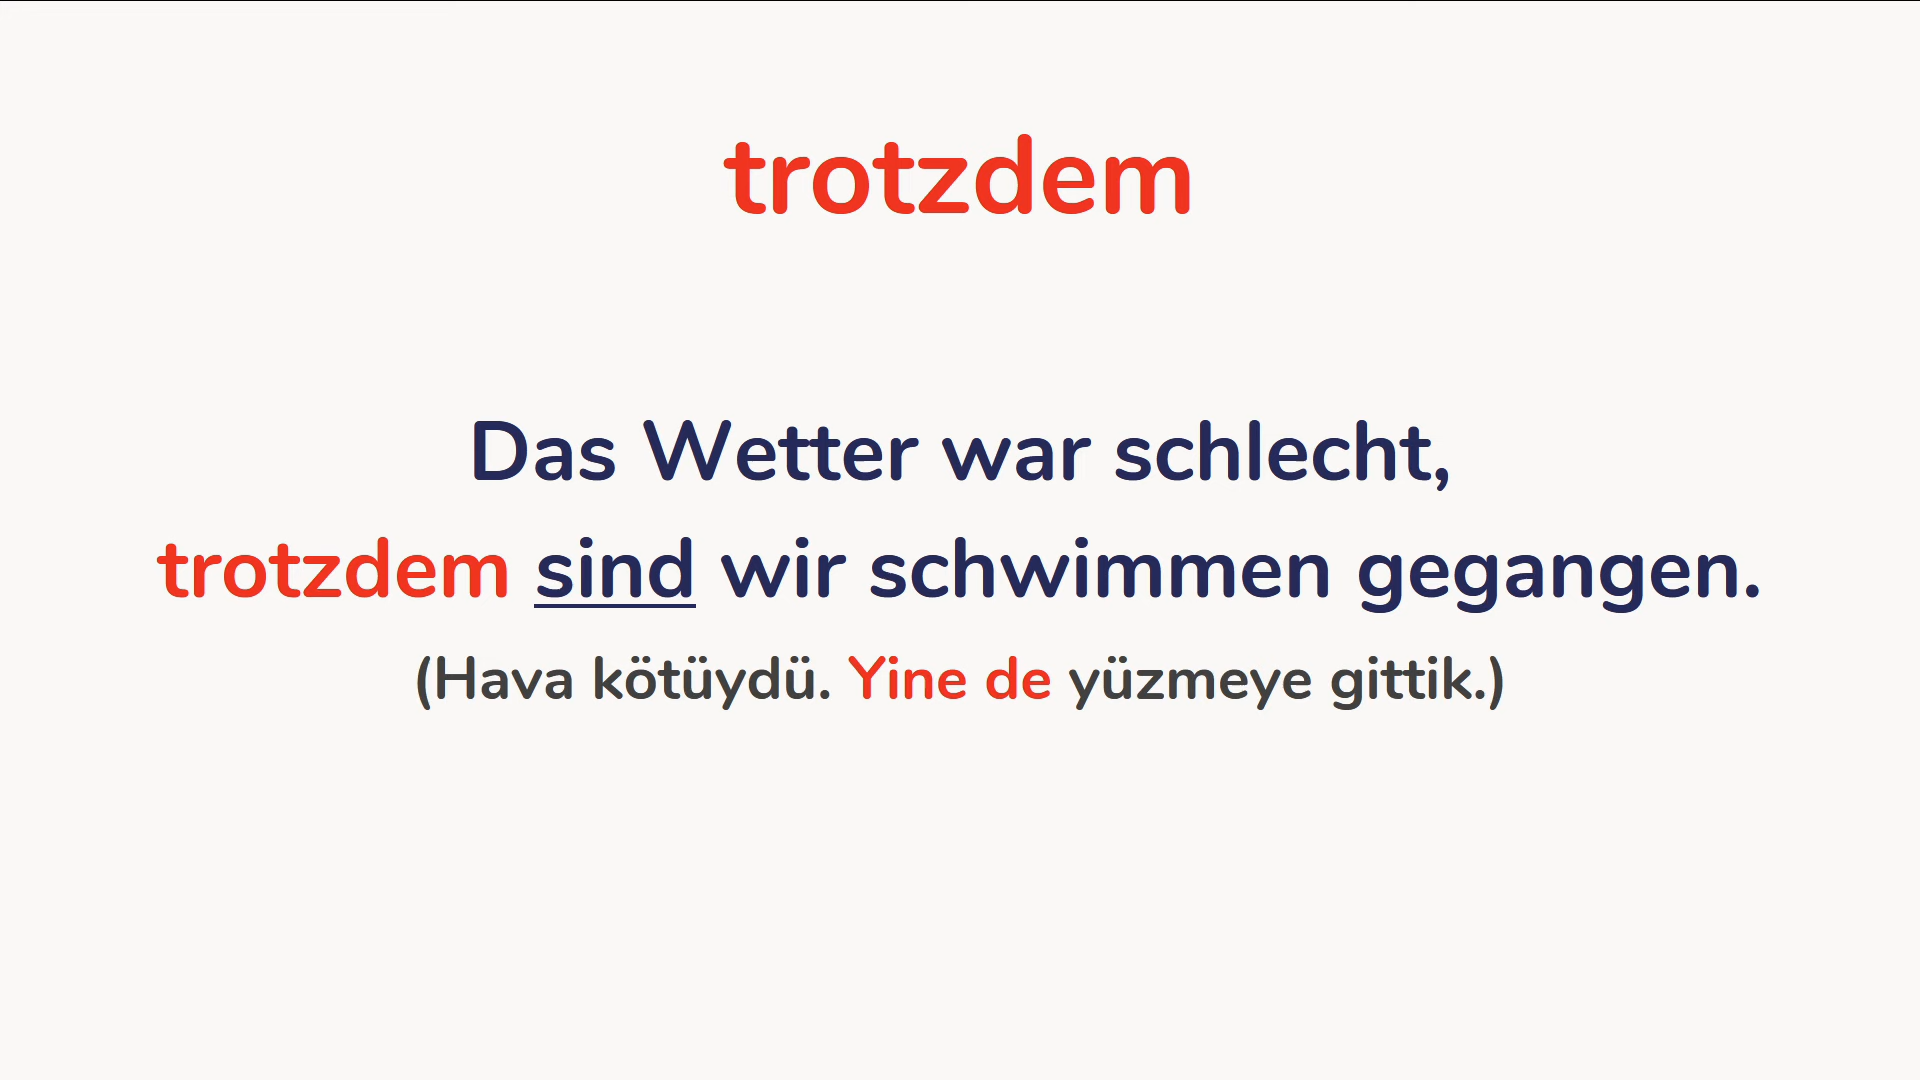 trotzdem
Das Wetter war schlecht,
trotzdem sind wir schwimmen gegangen.
(Hava kötüydü. Yine de yüzmeye gittik.)